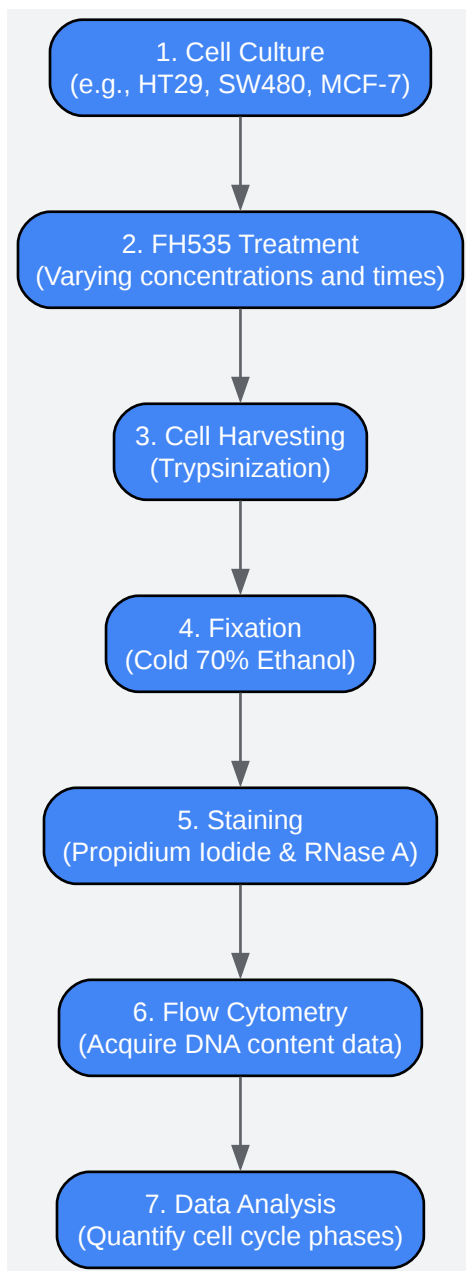 1. Cell Culture
(e.g., HT29, SW480, MCF-7)
2. FH535 Treatment
(Varying concentrations and times)
3. Cell Harvesting
(Trypsinization)
4. Fixation
(Cold 70% Ethanol)
5. Staining
(Propidium Iodide & RNase A)
6. Flow Cytometry
(Acquire DNA content data)
7. Data Analysis
(Quantify cell cycle phases)